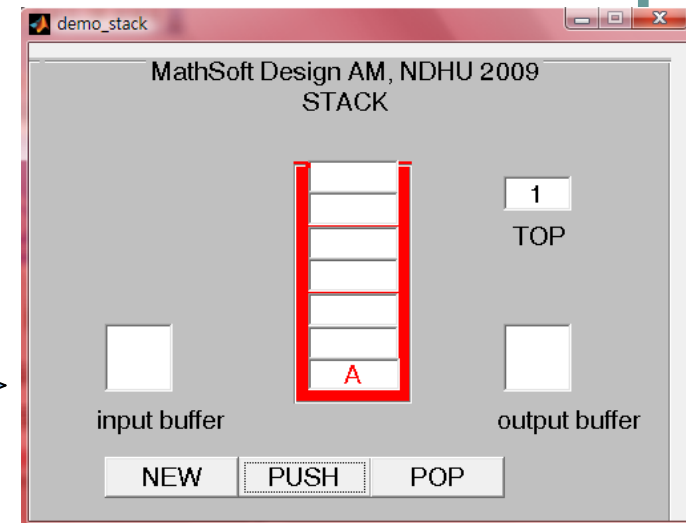 demo_stack
MathSoft Design AM, NDHU 2009
STACK
1
TOP
A
input buffer
output buffer
NEW
PUSH
POP